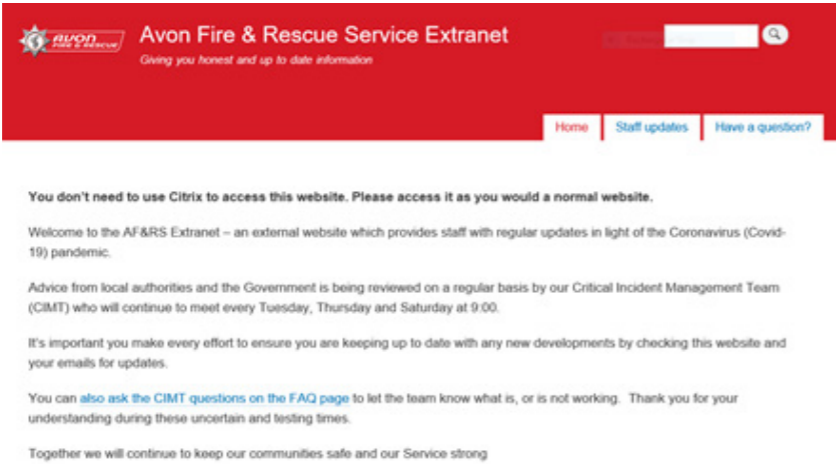 AVON
FIRE & RESCUE
Avon Fire & Rescue Service Extranet
Giving you honest and up to date information
Home
Staff updates
Have a question?
You don't need to use Citrix to access this website. Please access it as you would a normal website.
Welcome to the AF&RS Extranet – an external website which provides staff with regular updates in light of the Coronavirus (Covid-
19) pandemic.
Advice from local authorities and the Government is being reviewed on a regular basis by our Critical Incident Management Team
(CIMT) who will continue to meet every Tuesday, Thursday and Saturday at 9:00.
It's important you make every effort to ensure you are keeping up to date with any new developments by checking this website and
your emails for updates.
You can also ask the CIMT questions on the FAQ page to let the team know what is, or is not working. Thank you for your
understanding during these uncertain and testing times.
Together we will continue to keep our communities safe and our Service strong